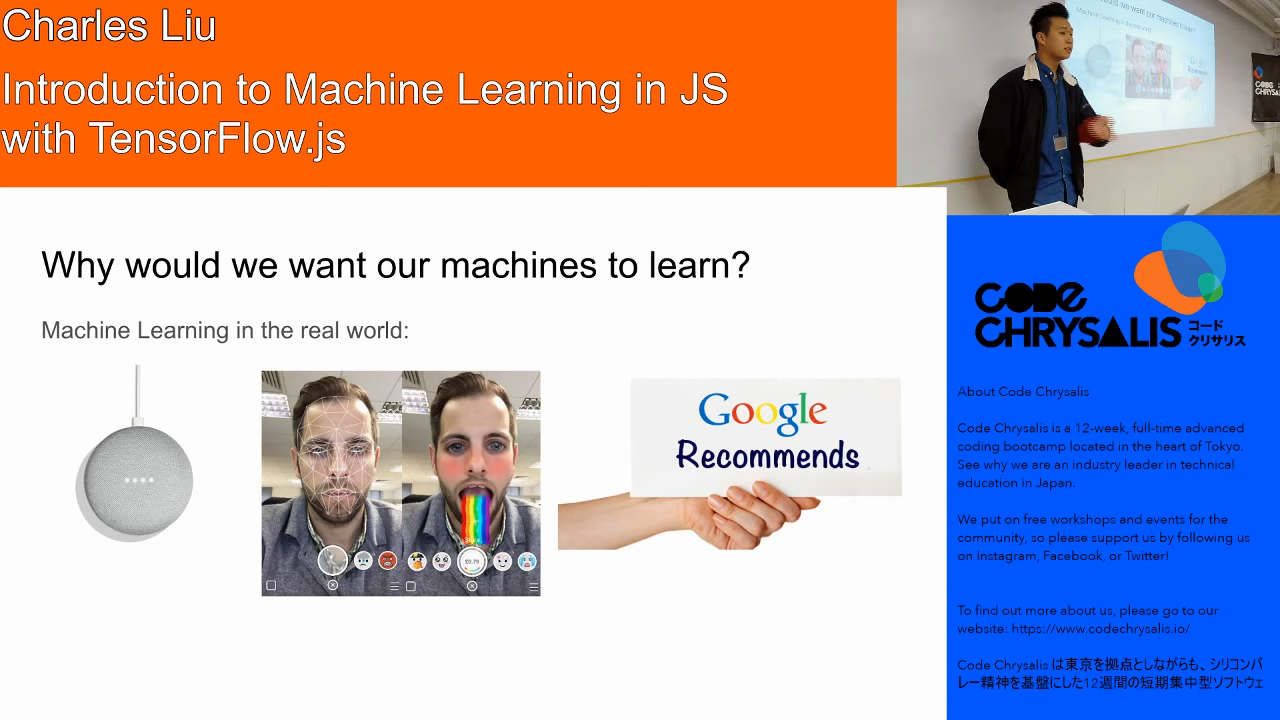 Charles Liu
Introduction to Machine Learning in JS
with TensorFlow.js
Why would we want our machines to learn?
Machine Learning in the real world:
Google
Recommends
CODE
CHRYSALIS コード
クリサリス
About Code Chrysalis
Code Chrysalis is a 12-week, full-time advanced
coding bootcamp located in the heart of Tokyo.
See why we are an industry leader in technical
education in Japan.
We put on free workshops and events for the
community, so please support us by following us
on Instagram, Facebook, or Twitter!
To find out more about us, please go to our
website: https://www.codechrysalis.io/
Code Chrysalis は東京を拠点としながらも、シリコンバ
レー精神を基盤にした12週間の短期集中型ソフトウェ